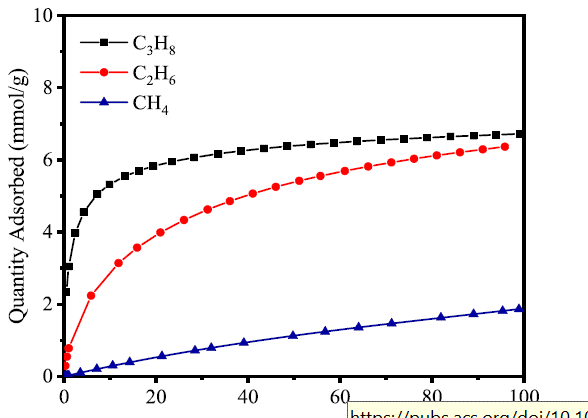 10
8
6
4
2
0
Quantity Adsorbed (mmol/g)
C₃H₈
C₂H₆
CH₄
0 20 40 60 80 100
https://pubs.acs.org/doi/10.10